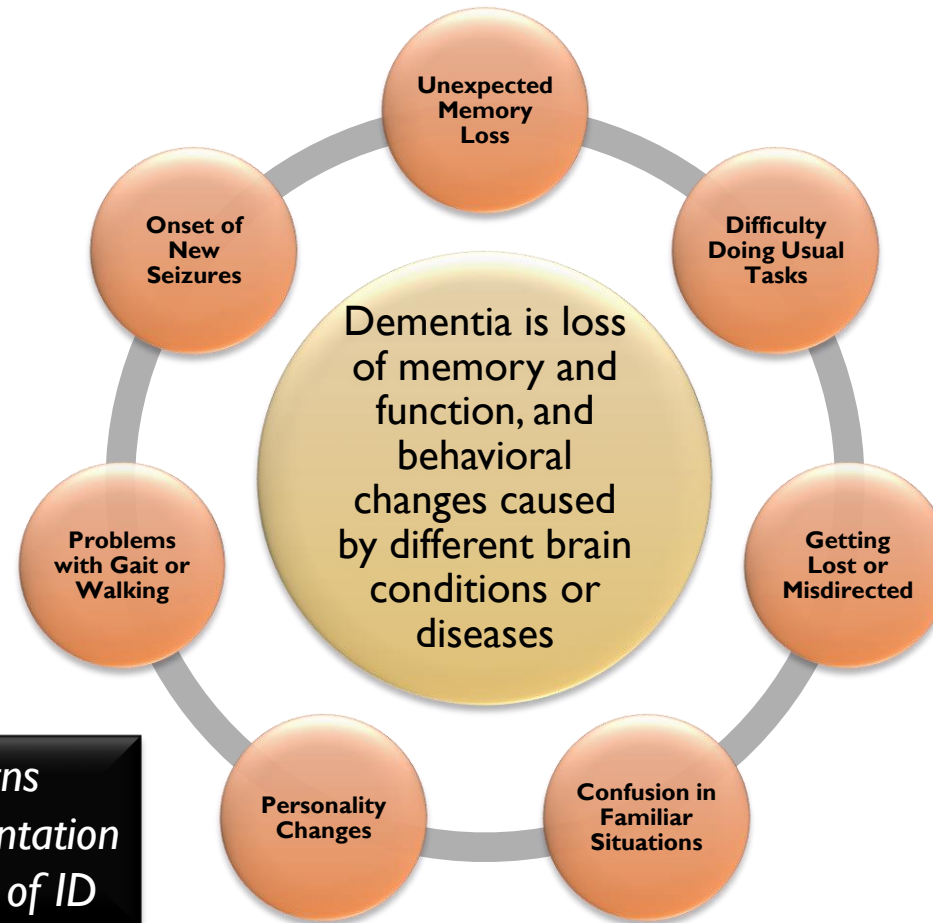 Unexpected
Memory
Loss
Difficulty
Doing Usual
Tasks
Getting
Lost or
Misdirected
Confusion in
Familiar
Situations
Personality
Changes
Problems
with Gait or
Walking
Onset of
New
Seizures
Dementia is loss
of memory and
function, and
behavioral
changes caused
by different brain
conditions or
diseases
of ID